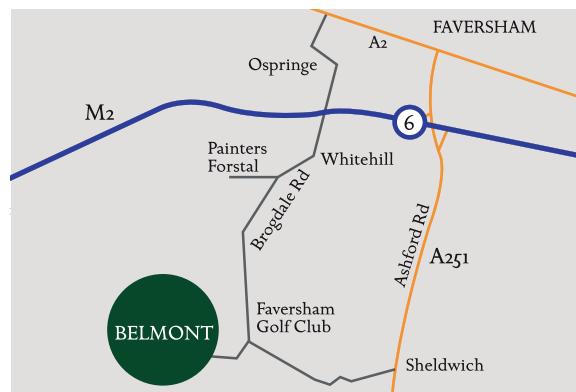 FAVERSHAM
A2
Ospringe
M2
6
Painters
Forstal
Whitehill
Brogdale Rd
Ashford Rd
A251
Faversham
Golf Club
BELMONT
Sheldwich